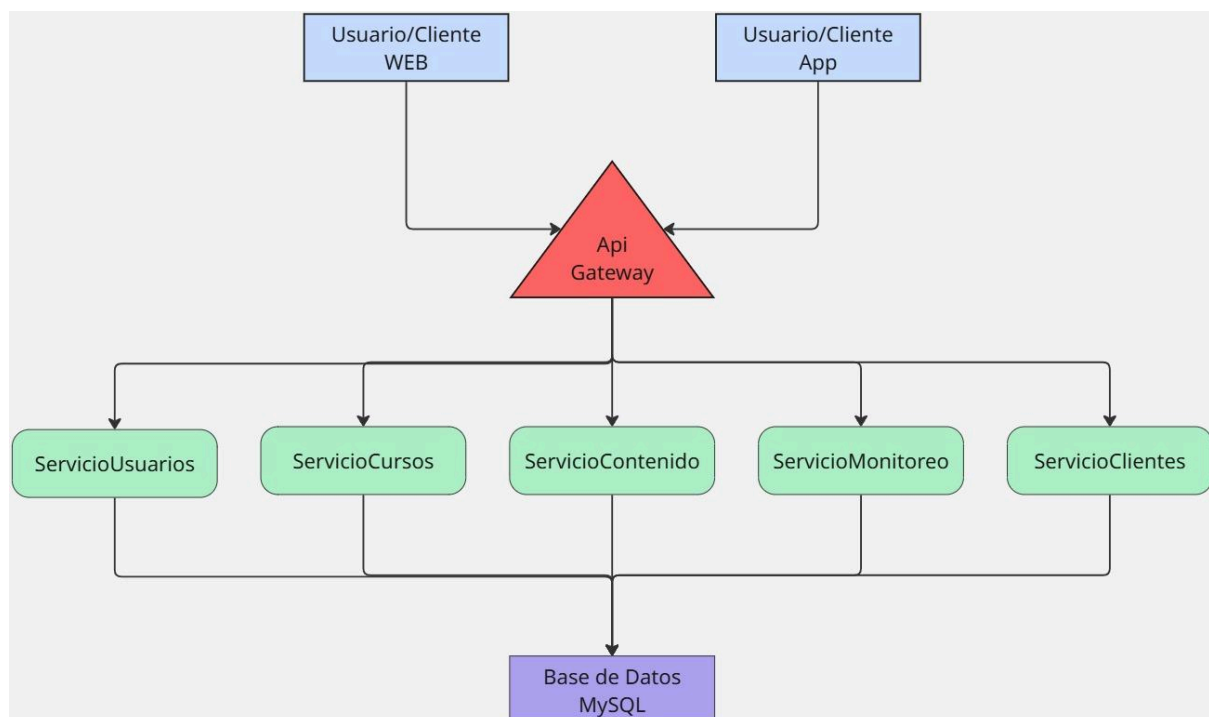 Usuario/Cliente
WEB
Usuario/Cliente
App
Api
Gateway
ServicioUsuarios
ServicioCursos
ServicioContenido
ServicioMonitoreo
ServicioClientes
Base de Datos
MySQL